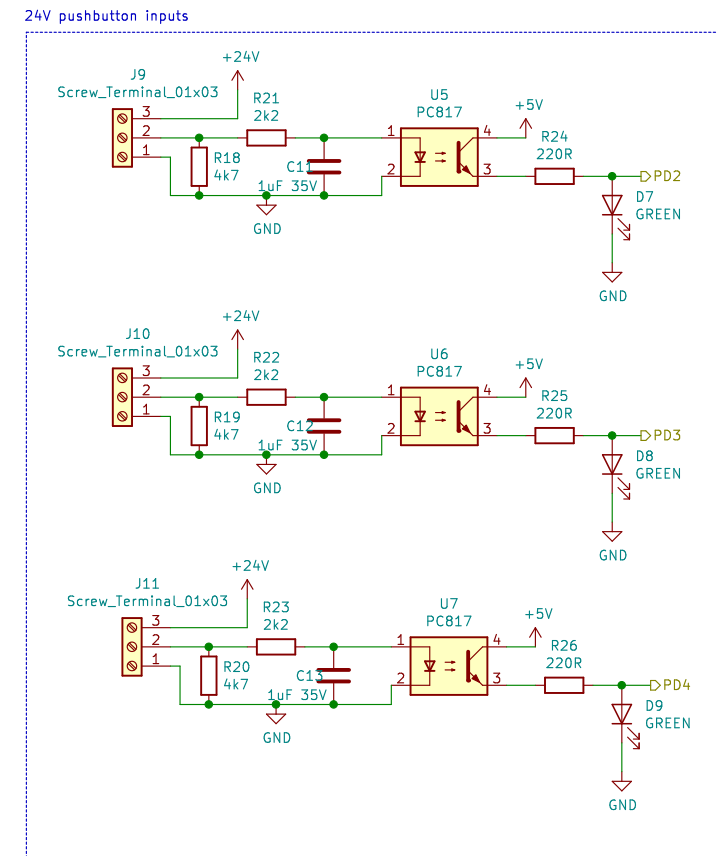 24V pushbutton inputs
+24V
J9
Screw_Terminal_01x03
3
2
1
R21
2k2
R18
4k7
C11
1uF 35V
GND
U5
PC817
1
2
4
3
+5V
R24
220R
PD2
D7
GREEN
GND
+24V
J10
Screw_Terminal_01x03
3
2
1
R22
2k2
R19
4k7
C12
1uF 35V
GND
U6
PC817
1
2
4
3
+5V
R25
220R
PD3
D8
GREEN
GND
+24V
J11
Screw_Terminal_01x03
3
2
1
R23
2k2
R20
4k7
C13
1uF 35V
GND
U7
PC817
1
2
4
3
+5V
R26
220R
PD4
D9
GREEN
GND